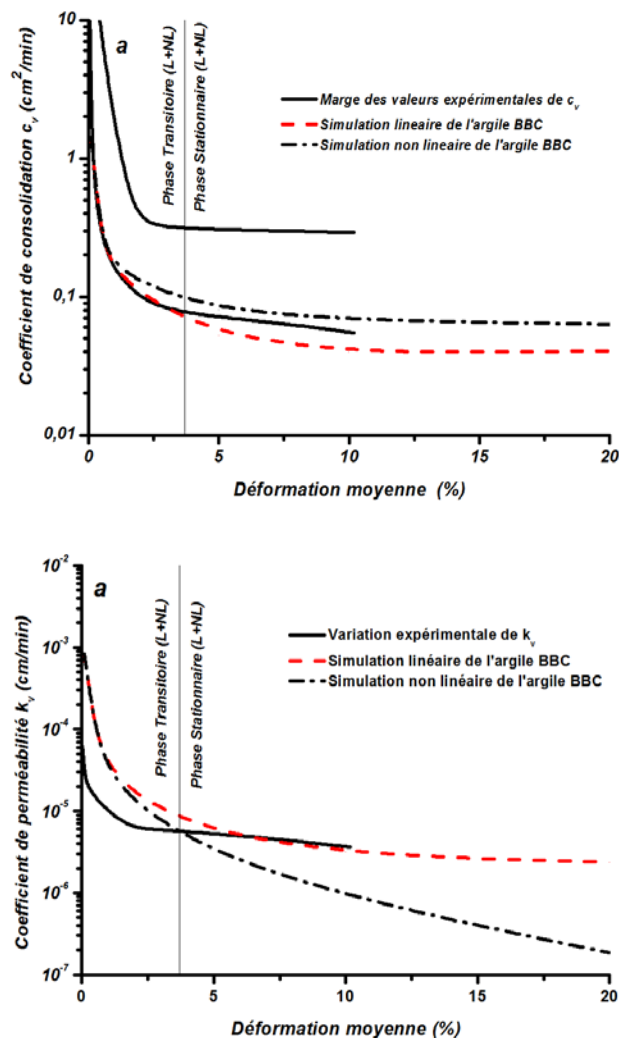 a
Phase Transitoire (L+NL)
Phase Stationnaire (L+NL)
Marge des valeurs expérimentales de cv
Simulation lineaire de l'argile BBC
Simulation non lineaire de l'argile BBC
Coefficient de consolidation cv (cm²/min)
10
1
0,1
0,01
0 5 10 15 20
Déformation moyenne (%)
a
Phase Transitoire (L+NL)
Phase Stationnaire (L+NL)
Variation expérimentale de kv
Simulation linéaire de l'argile BBC
Simulation non linéaire de l'argile BBC
Coefficient de perméabilité kv (cm/min)
10⁻²
10⁻³
10⁻⁴
10⁻⁵
10⁻⁶
10⁻⁷
0 5 10 15 20
Déformation moyenne (%)